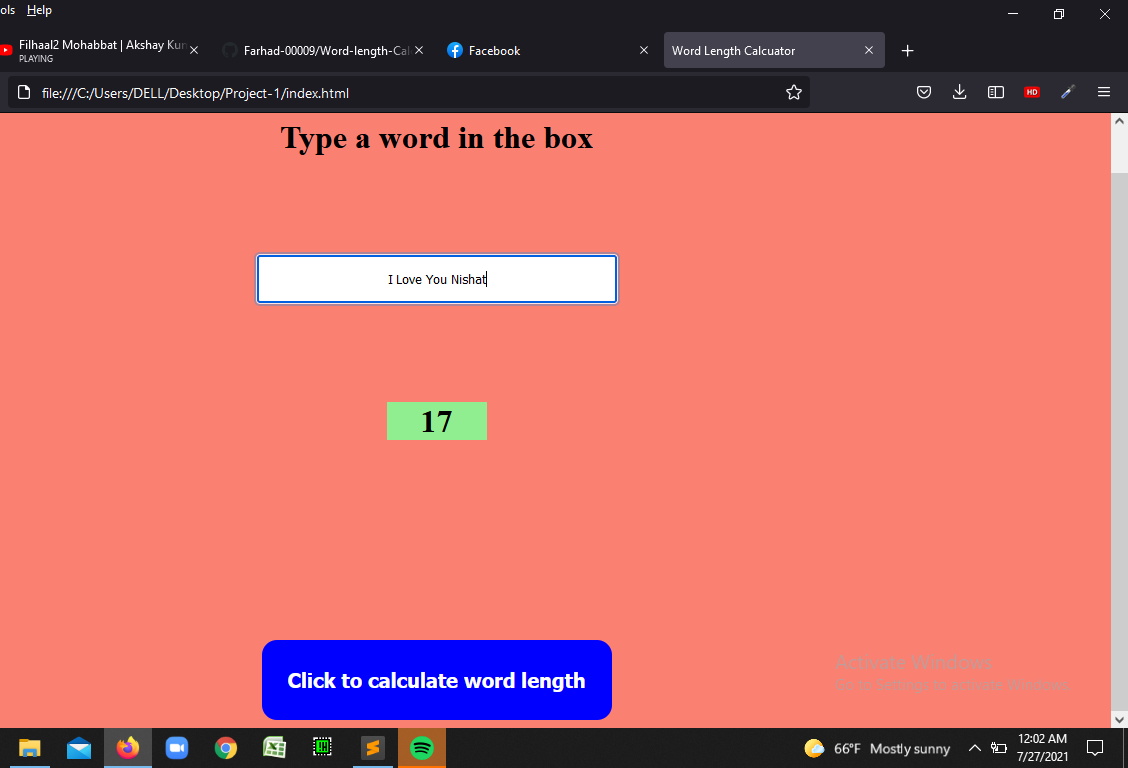 ols Help
Filhaal2 Mohabbat | Akshay Kun
PLAYING
Farhad-00009/Word-length-Cal
Facebook
Word Length Calcuator
file:///C:/Users/DELL/Desktop/Project-1/index.html
HD
Type a word in the box
I Love You Nishat
17
Activate Windows
Go to Settings to activate Windows.
Click to calculate word length
66°F Mostly sunny
12:02 AM
7/27/2021